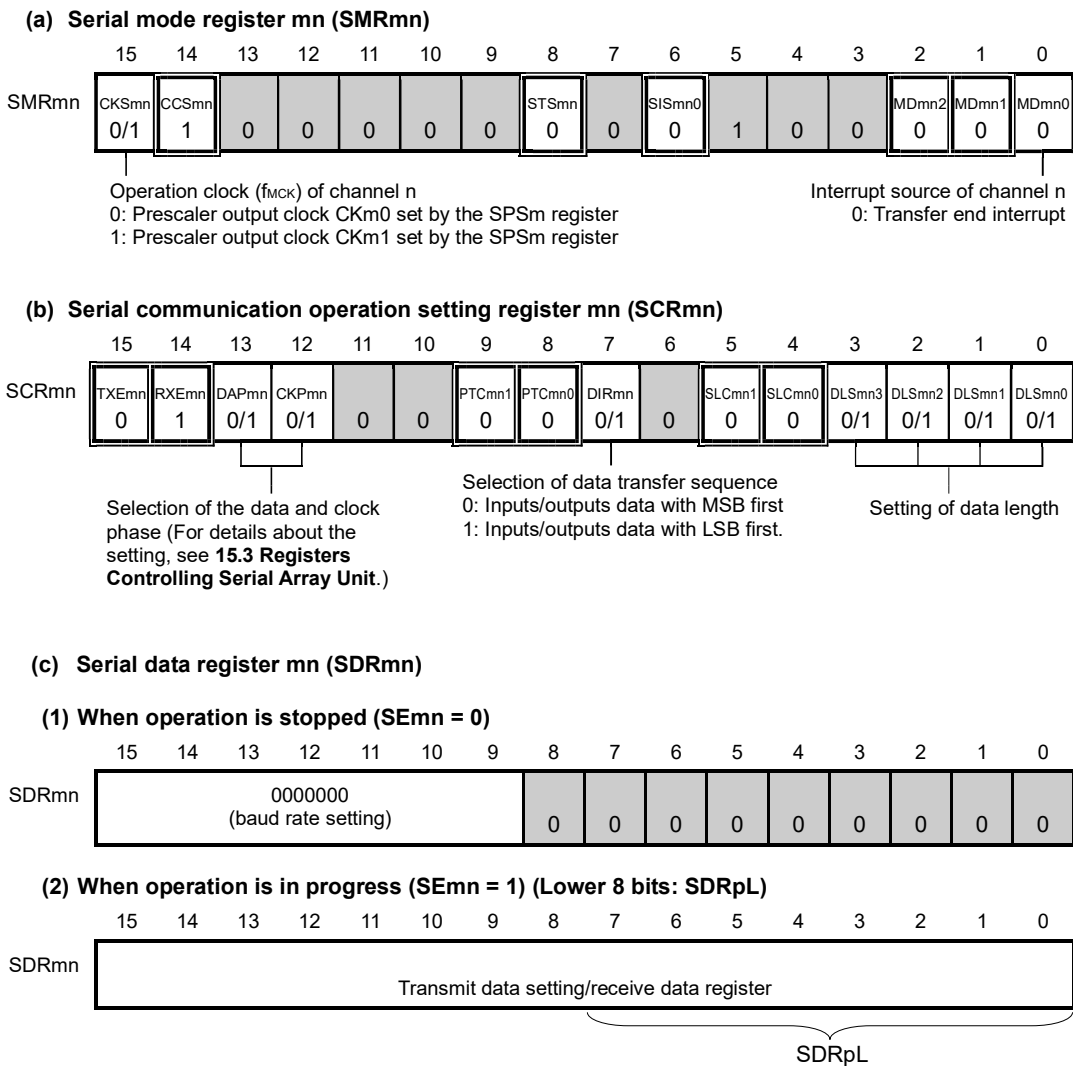 (a) Serial mode register mn (SMRmn)
15 14 13 12 11 10 9 8 7 6 5 4 3 2 1 0
SMRmn
CKSmn CCSmn STSmn SISmn0 MDmn2 MDmn1 MDmn0
0/1 1 0 0 0 0 0 0 0 0 1 0 0 0 0 0
Operation clock (fMCK) of channel n
0: Prescaler output clock CKm0 set by the SPSm register
1: Prescaler output clock CKm1 set by the SPSm register
Interrupt source of channel n
0: Transfer end interrupt
(b) Serial communication operation setting register mn (SCRmn)
15 14 13 12 11 10 9 8 7 6 5 4 3 2 1 0
SCRmn
TXEmn RXEmn DAPmn CKPmn PTCmn1 PTCmn0 DIRmn SLCmn1 SLCmn0 DLSmn3 DLSmn2 DLSmn1 DLSmn0
0 1 0/1 0/1 0 0 0 0 0/1 0 0 0 0/1 0/1 0/1 0/1
Selection of the data and clock
phase (For details about the
setting, see 15.3 Registers
Controlling Serial Array Unit.)
Selection of data transfer sequence
0: Inputs/outputs data with MSB first
1: Inputs/outputs data with LSB first.
Setting of data length
(c) Serial data register mn (SDRmn)
(1) When operation is stopped (SEmn = 0)
15 14 13 12 11 10 9 8 7 6 5 4 3 2 1 0
SDRmn
0000000
(baud rate setting)
0 0 0 0 0 0 0 0 0
(2) When operation is in progress (SEmn = 1) (Lower 8 bits: SDRpL)
15 14 13 12 11 10 9 8 7 6 5 4 3 2 1 0
SDRmn
Transmit data setting/receive data register
SDRpL